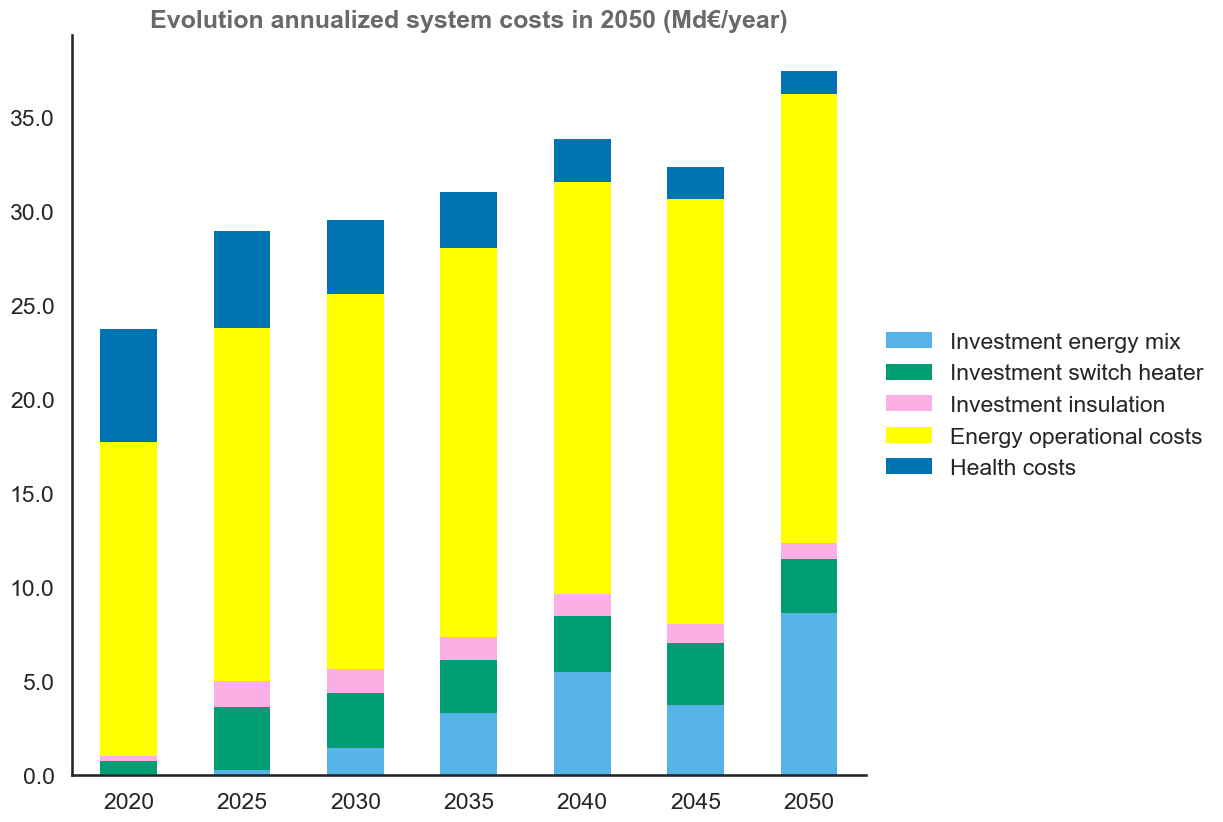 Evolution annualized system costs in 2050 (Md€/year)
35.0
30.0
25.0
20.0
15.0
10.0
5.0
0.0
2020 2025 2030 2035 2040 2045 2050
Investment energy mix
Investment switch heater
Investment insulation
Energy operational costs
Health costs